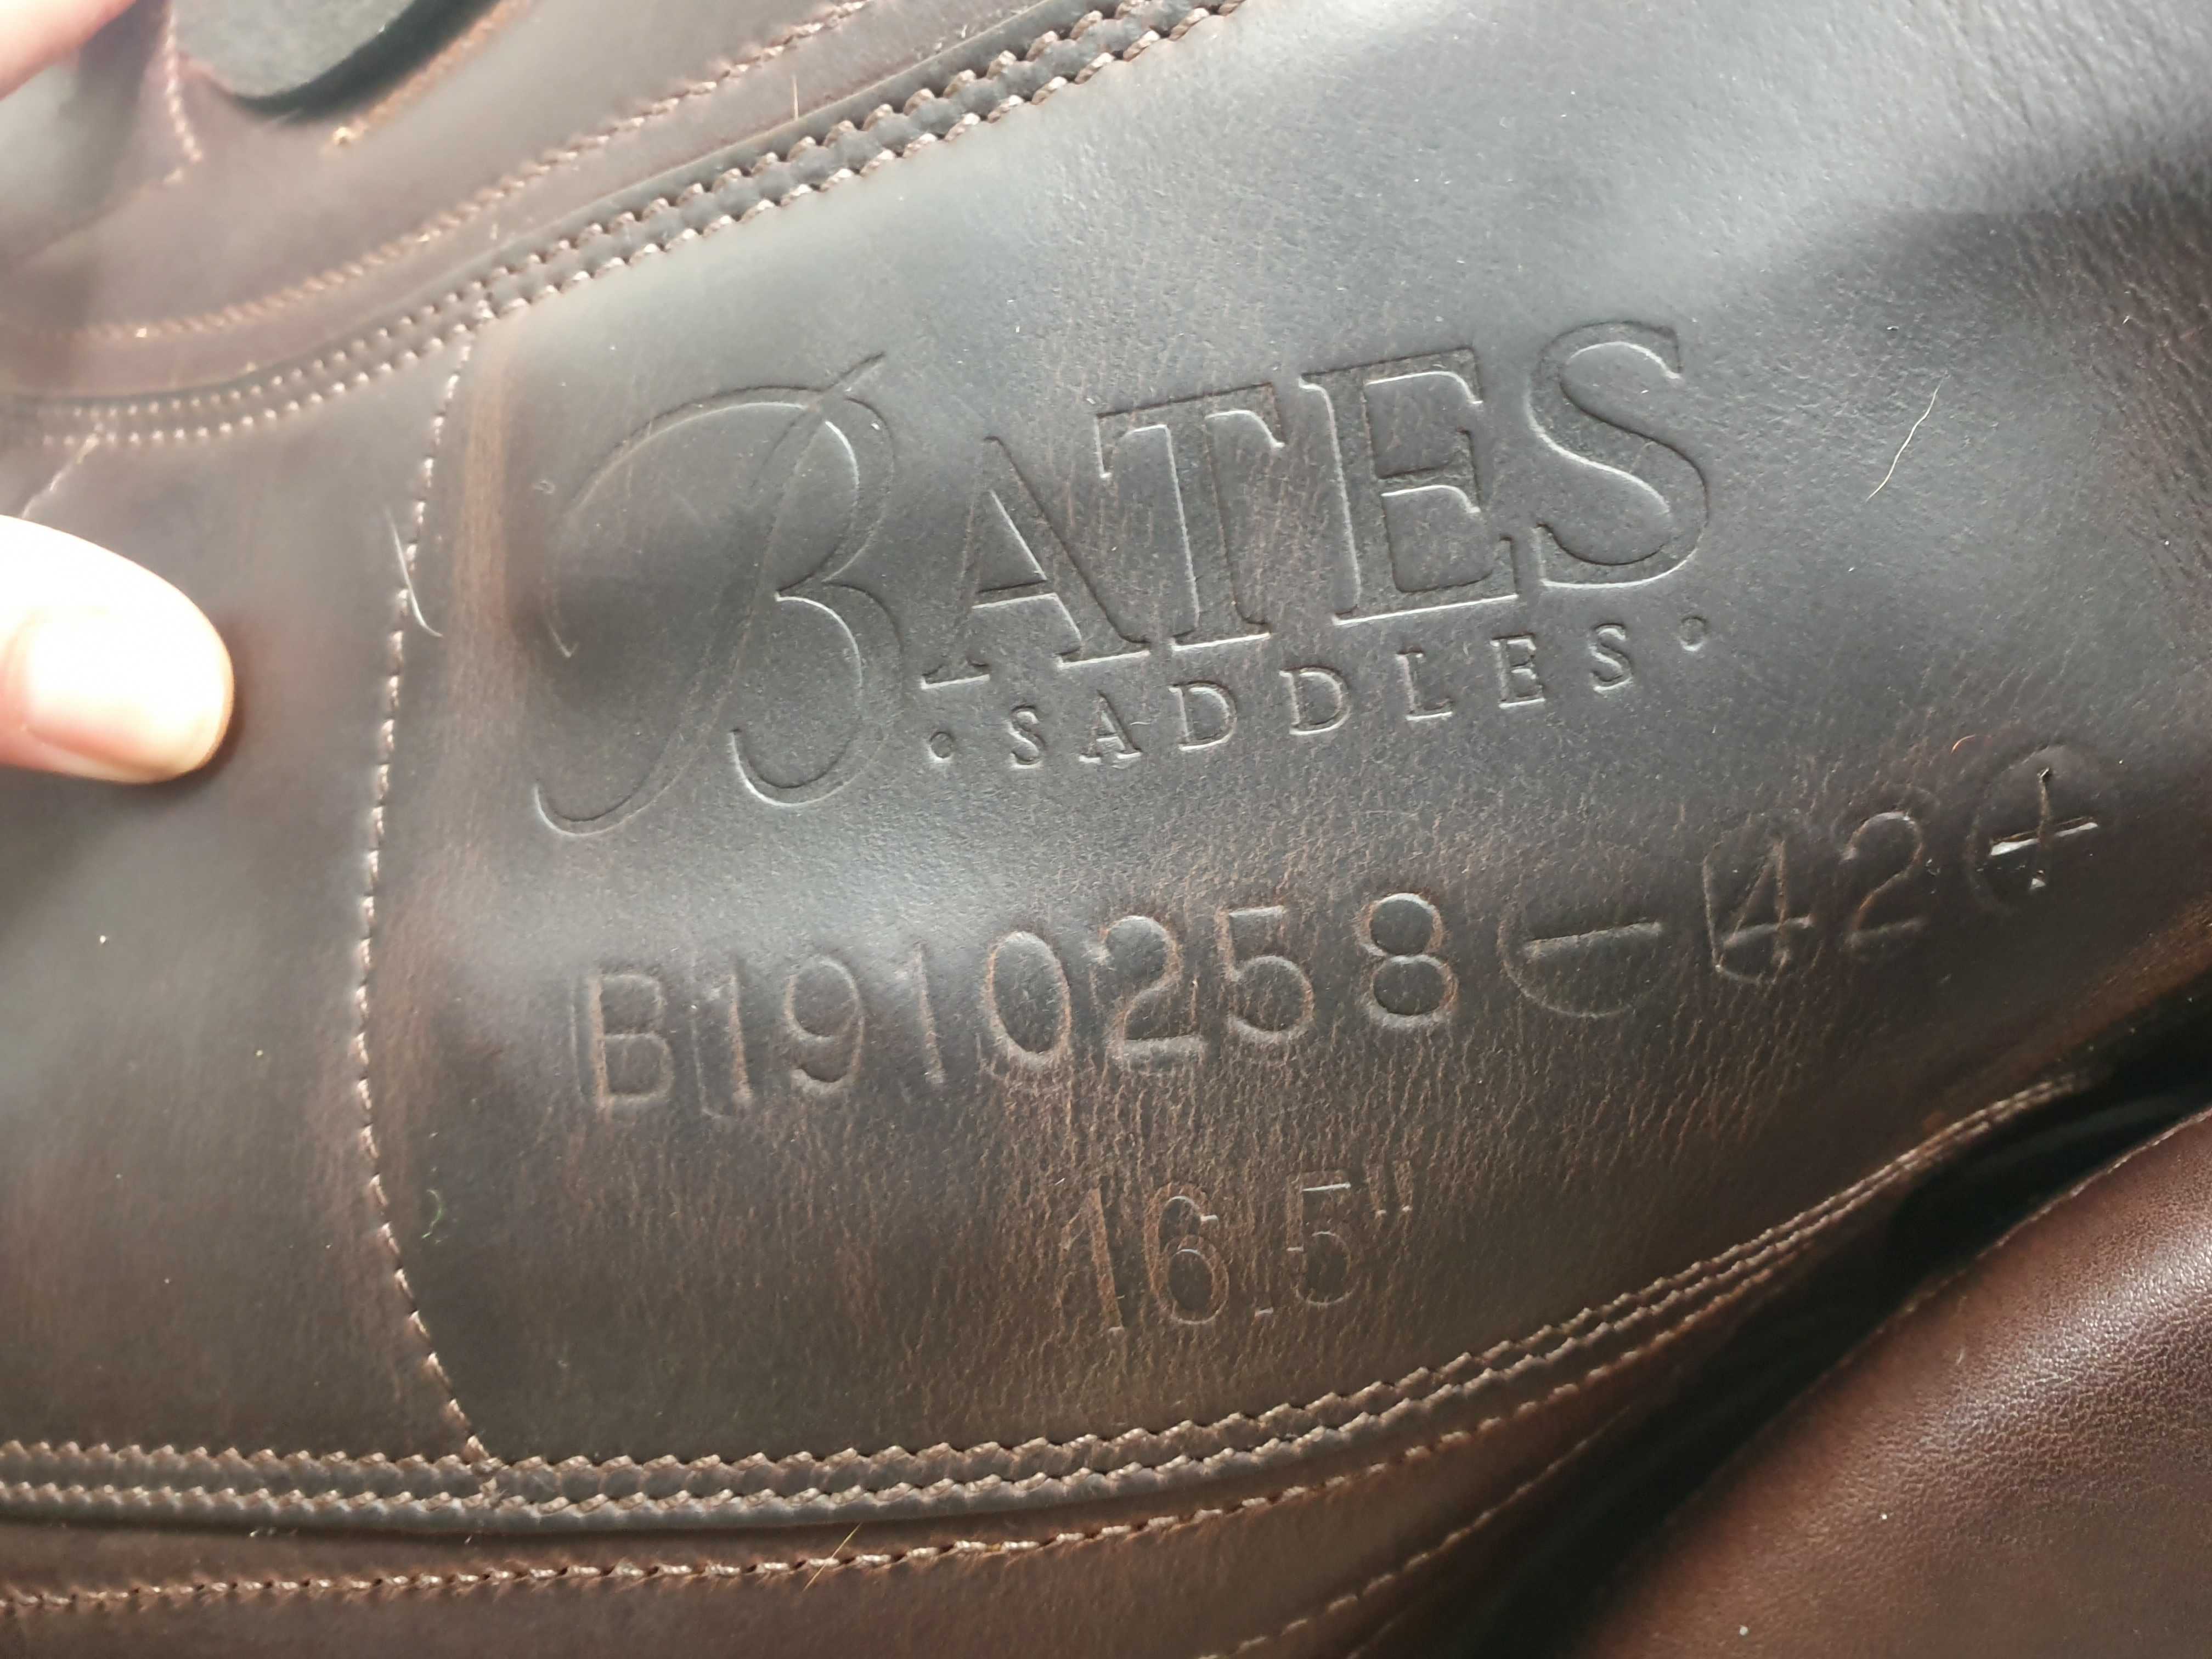 BATES
· SADDLES ·
B1910258 ⊖ 42 ⊕
16.5"